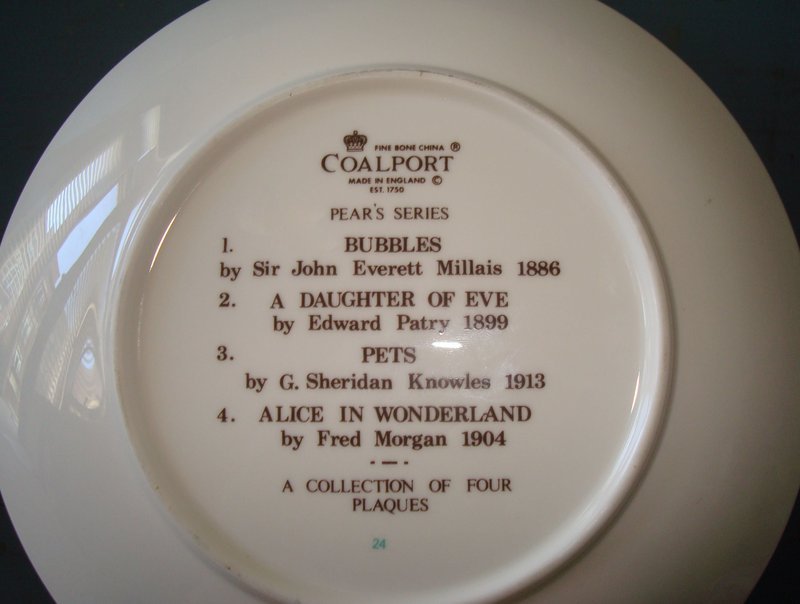 FINE BONE CHINA ®
COALPORT
MADE IN ENGLAND ©
EST. 1750
PEAR'S SERIES
1. BUBBLES
by Sir John Everett Millais 1886
2. A DAUGHTER OF EVE
by Edward Patry 1899
3. PETS
by G. Sheridan Knowles 1913
4. ALICE IN WONDERLAND
by Fred Morgan 1904
A COLLECTION OF FOUR
PLAQUES
24